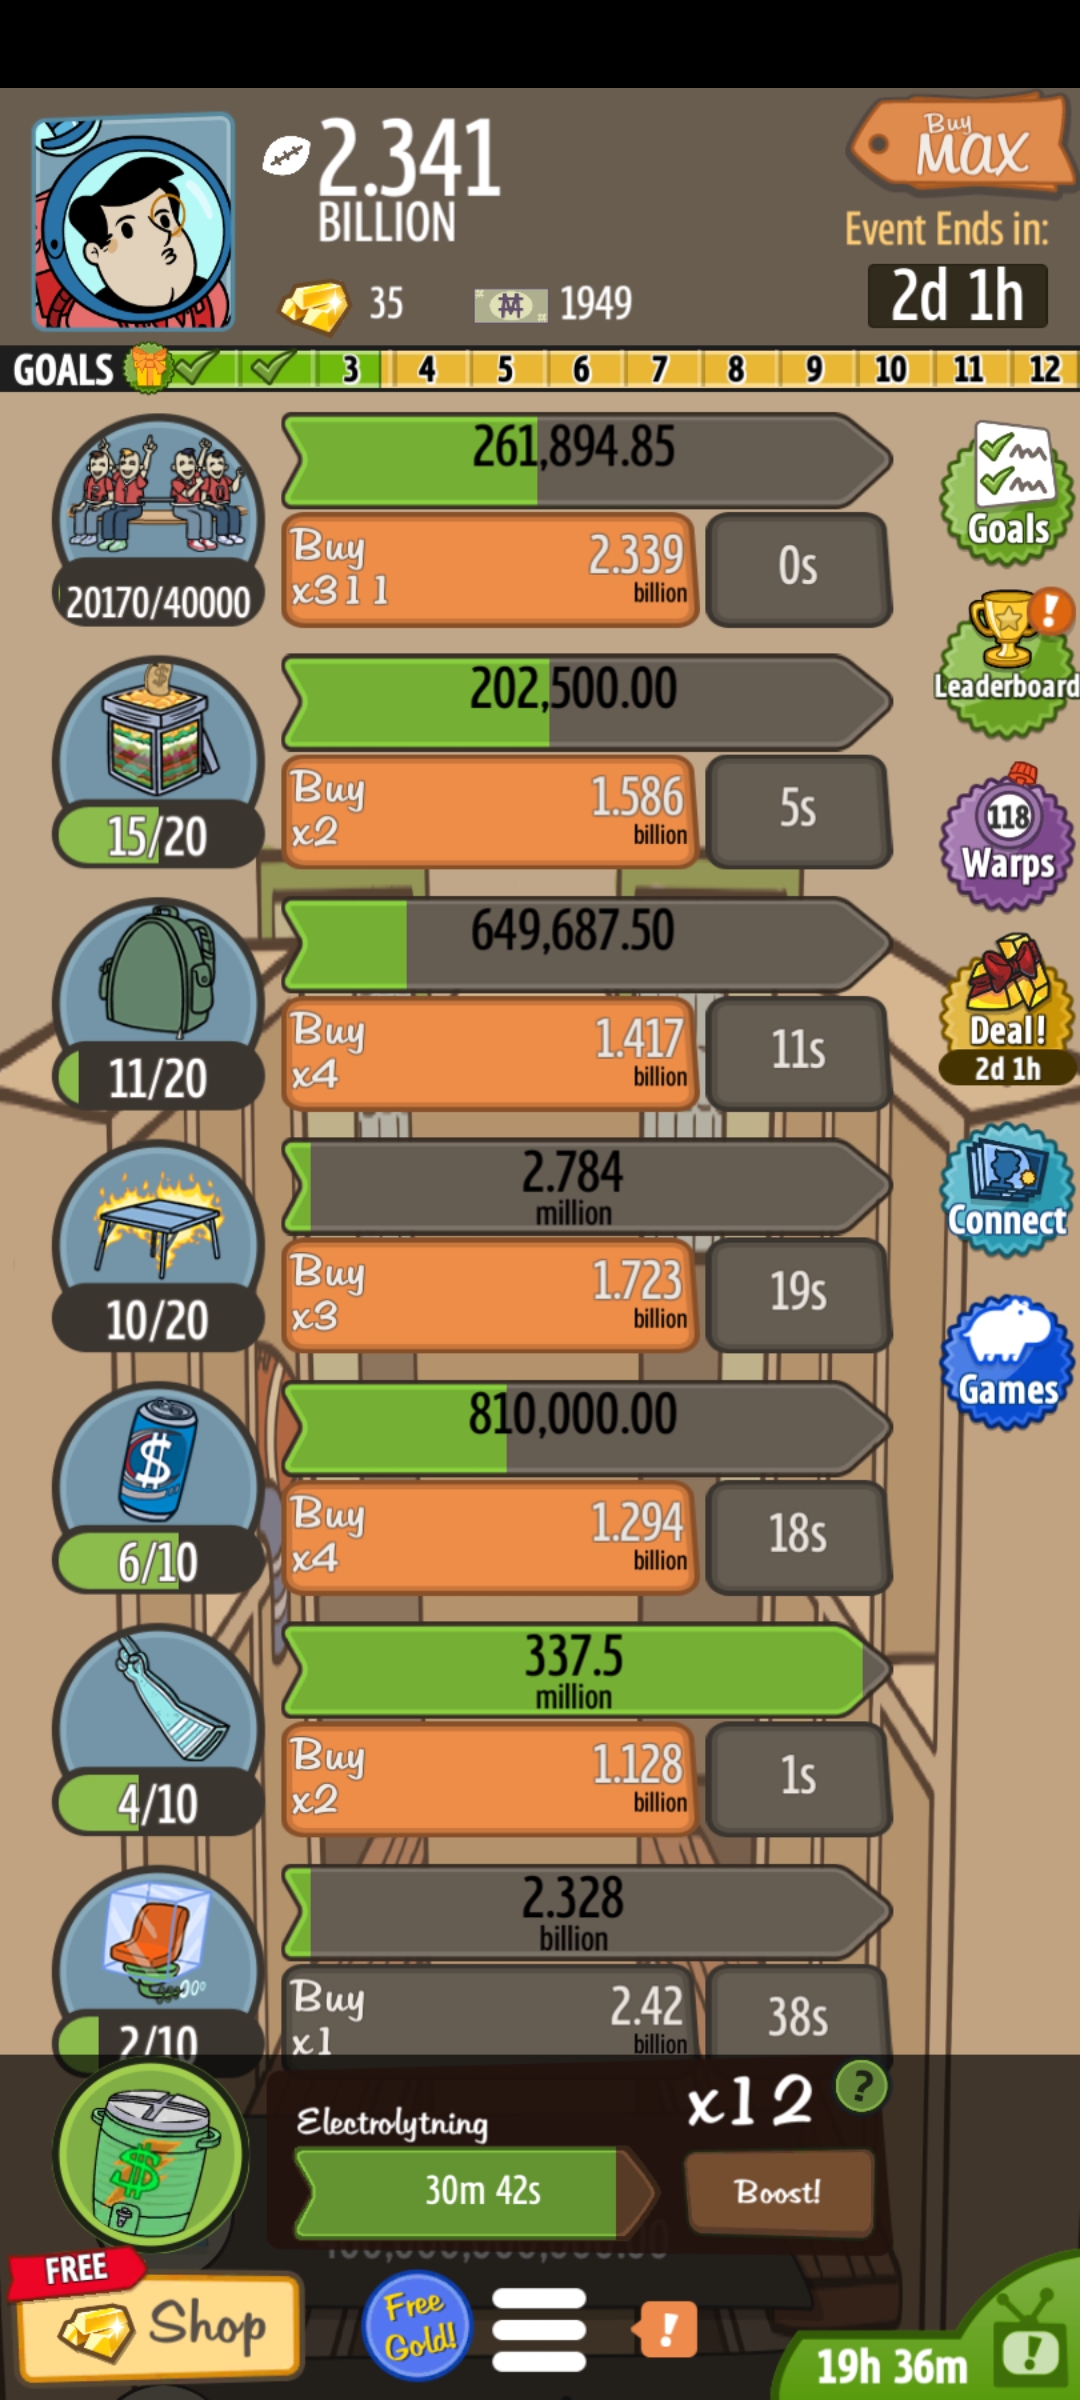 2.341
BILLION
Buy
MAX
Event Ends in:
35
1949
2d 1h
GOALS
3 4 5 6 7 8 9 10 11 12
261,894.85
Goals
Buy
x311
2.339
billion
0s
20170/40000
Leaderboard
202,500.00
Buy
x2
1.586
billion
5s
15/20
118
Warps
649,687.50
Buy
x4
1.417
billion
11s
11/20
Deal!
2d 1h
2.784
million
Buy
x3
1.723
billion
19s
10/20
Connect
Games
810,000.00
Buy
x4
1.294
billion
18s
6/10
337.5
million
Buy
x2
1.128
billion
1s
4/10
2.328
billion
Buy
x1
2.42
billion
38s
2/10
Electrolytning
x12
?
30m 42s
Boost!
FREE
Shop
Free
Gold!
!
19h 36m
!